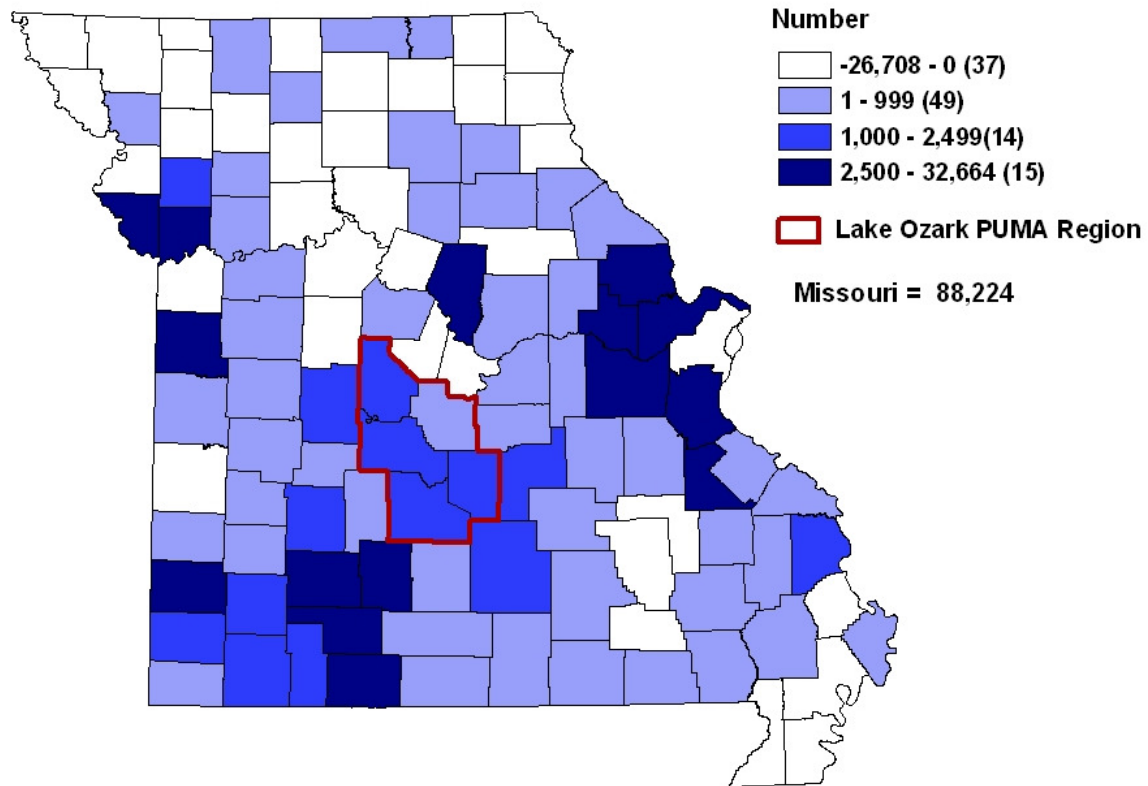 Number
-26,708 - 0 (37)
1 - 999 (49)
1,000 - 2,499(14)
2,500 - 32,664 (15)
Lake Ozark PUMA Region
Missouri = 88,224